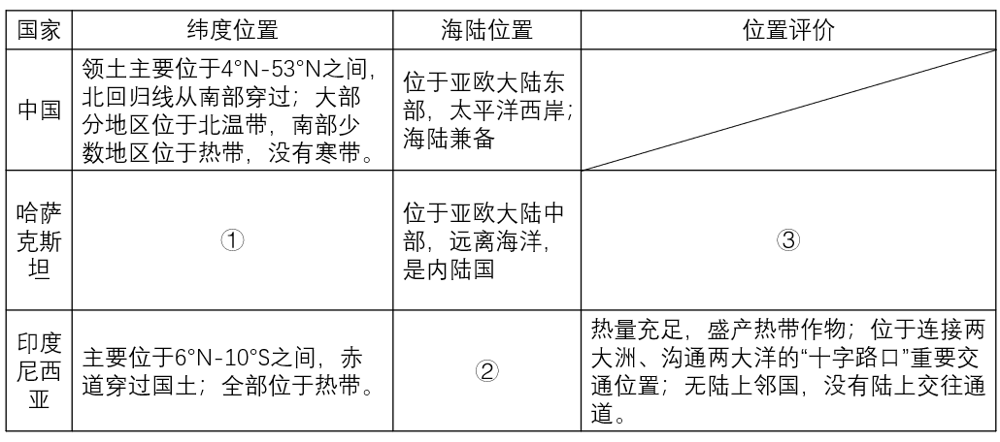 国家 纬度位置 海陆位置 位置评价
中国
领土主要位于4°N-53°N之间，
北回归线从南部穿过；大部
分地区位于北温带，南部少
数地区位于热带，没有寒带。
位于亚欧大陆东
部，太平洋西岸；
海陆兼备
哈萨
克斯
坦
①
位于亚欧大陆中
部，远离海洋，
是内陆国
③
印度
尼西
亚
主要位于6°N-10°S之间，赤
道穿过国土；全部位于热带。
②
热量充足，盛产热带作物；位于连接两
大洲、沟通两大洋的“十字路口”重要交
通位置；无陆上邻国，没有陆上交往通
道。